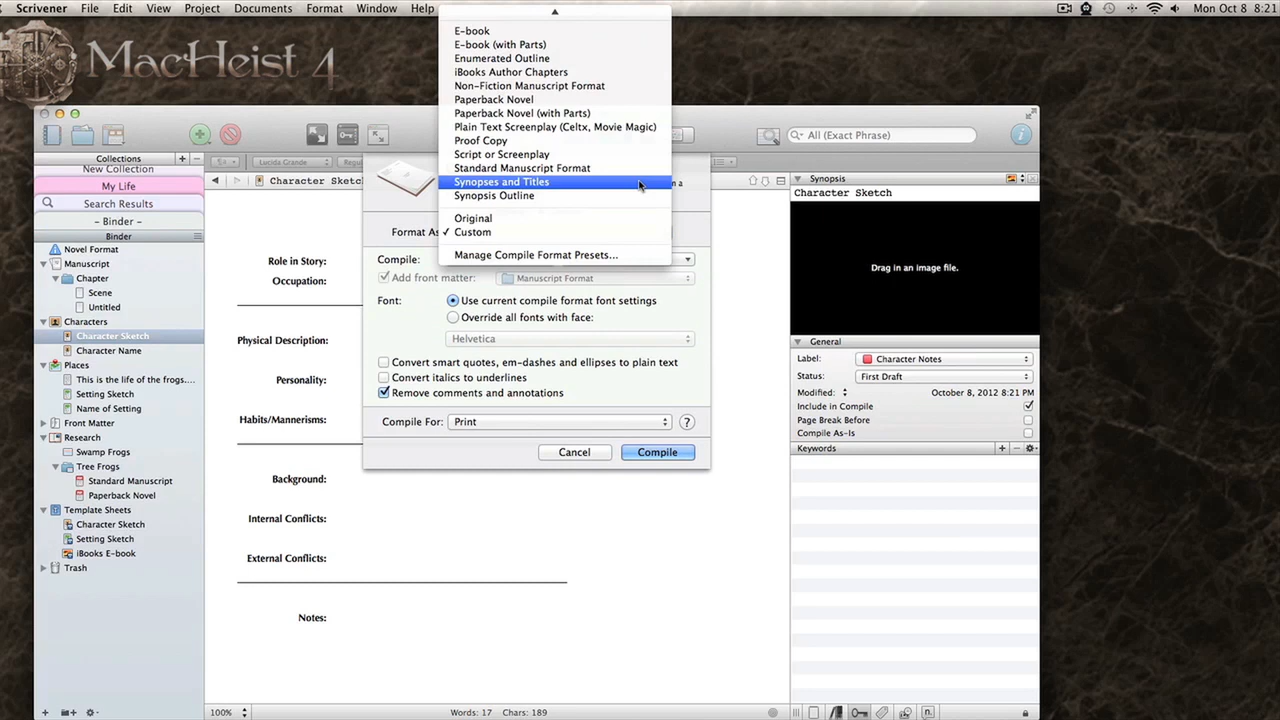 Scrivener File Edit View Project Documents Format Window Help
Mon Oct 8 8:21
MacHeist 4
E-book
E-book (with Parts)
Enumerated Outline
iBooks Author Chapters
Non-Fiction Manuscript Format
Paperback Novel
Paperback Novel (with Parts)
Plain Text Screenplay (Celtx, Movie Magic)
Proof Copy
Script or Screenplay
Standard Manuscript Format
Synopses and Titles
Synopsis Outline
Original
✓ Custom
Manage Compile Format Presets...
All (Exact Phrase)
Collections
New Collection
My Life
Search Results
- Binder -
Binder
Novel Format
Manuscript
Chapter
Scene
Untitled
Characters
Character Sketch
Character Name
Places
This is the life of the frogs....
Setting Sketch
Name of Setting
Front Matter
Research
Swamp Frogs
Tree Frogs
Standard Manuscript
Paperback Novel
Template Sheets
Character Sketch
Setting Sketch
iBooks E-book
Trash
Lucida Grande
Regu
Character Sketc
Role in Story:
Occupation:
Physical Description:
Personality:
Habits/Mannerisms:
Background:
Internal Conflicts:
External Conflicts:
Notes:
m a
Format As
Compile:
Add front matter: Manuscript Format
Font: Use current compile format font settings
Override all fonts with face:
Helvetica
Convert smart quotes, em-dashes and ellipses to plain text
Convert italics to underlines
Remove comments and annotations
Compile For: Print ?
Cancel Compile
Synopsis
Character Sketch
Drag in an image file.
General
Label: Character Notes
Status: First Draft
Modified: October 8, 2012 8:21 PM
Include in Compile
Page Break Before
Compile As-Is
Keywords
100%
Words: 17 Chars: 189